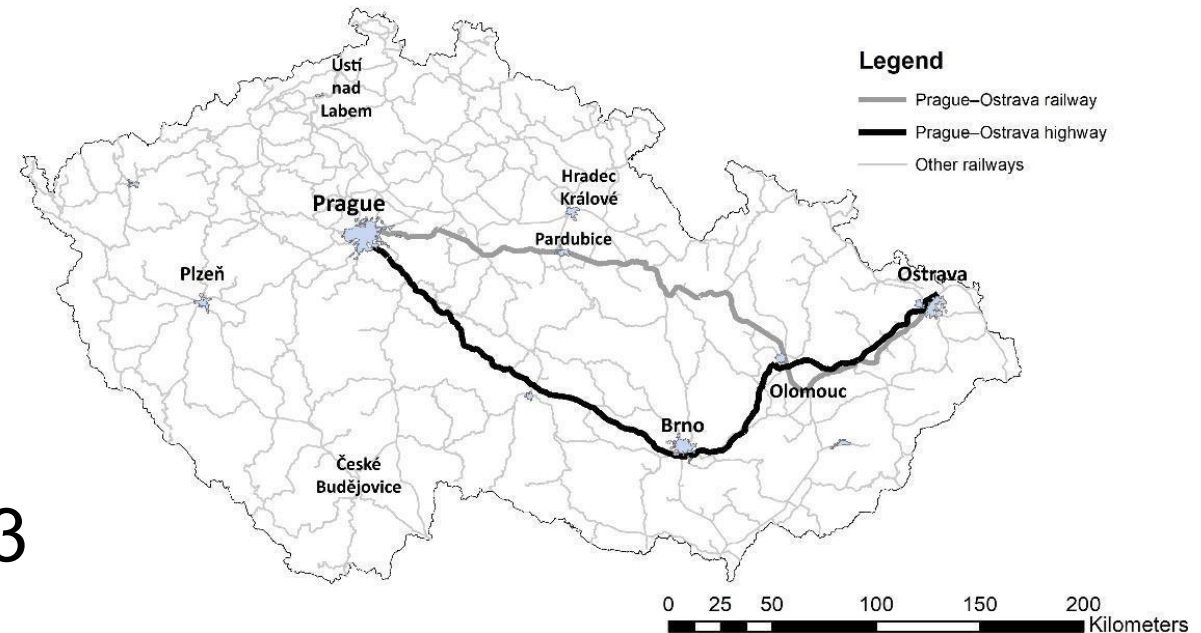 Ústí
nad
Labem
Legend
Prague–Ostrava railway
Prague–Ostrava highway
Other railways
Hradec
Králové
Prague
Pardubice
Plzeň
Ostrava
Olomouc
Brno
České
Budějovice
3
0 25 50 100 150 200
Kilometers